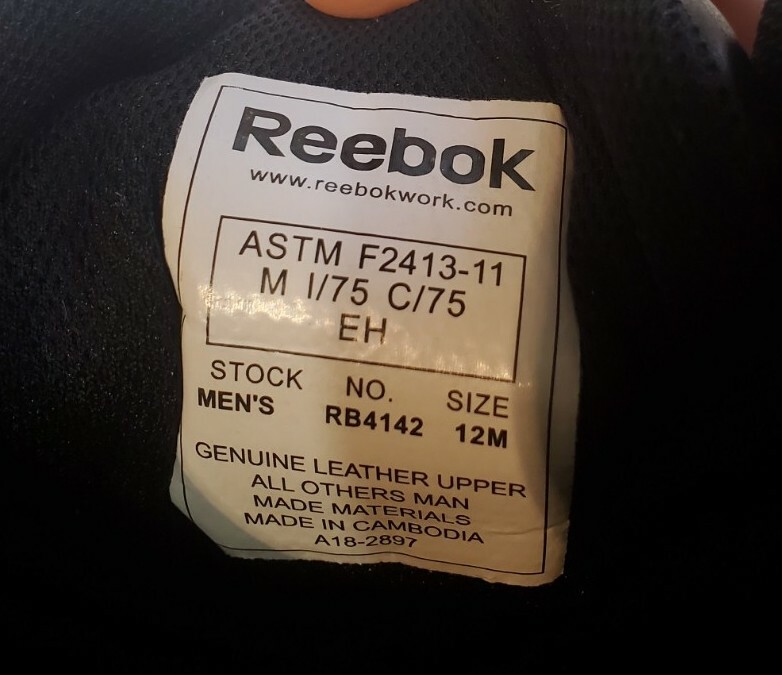 Reebok
www.reebokwork.com
ASTM F2413-11
M I/75 C/75
EH
STOCK NO. SIZE
MEN'S RB4142 12M
GENUINE LEATHER UPPER
ALL OTHERS MAN
MADE MATERIALS
MADE IN CAMBODIA
A18-2897